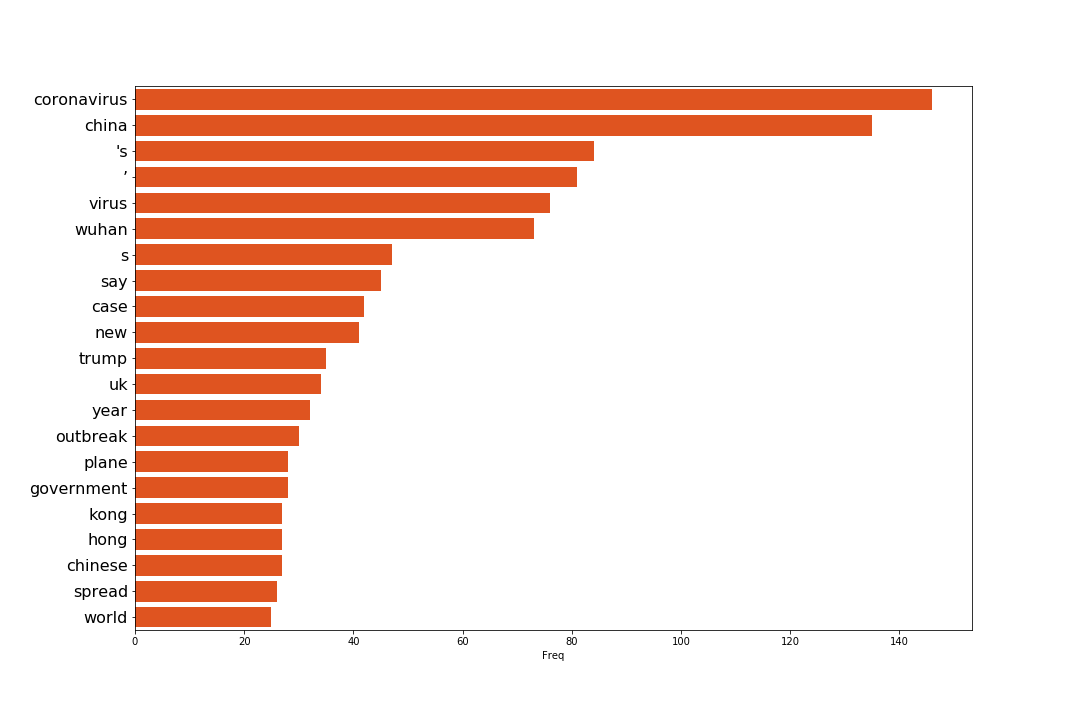 coronavirus
china
's
’
virus
wuhan
s
say
case
new
trump
uk
year
outbreak
plane
government
kong
hong
chinese
spread
world
0 20 40 60 80 100 120 140
Freq